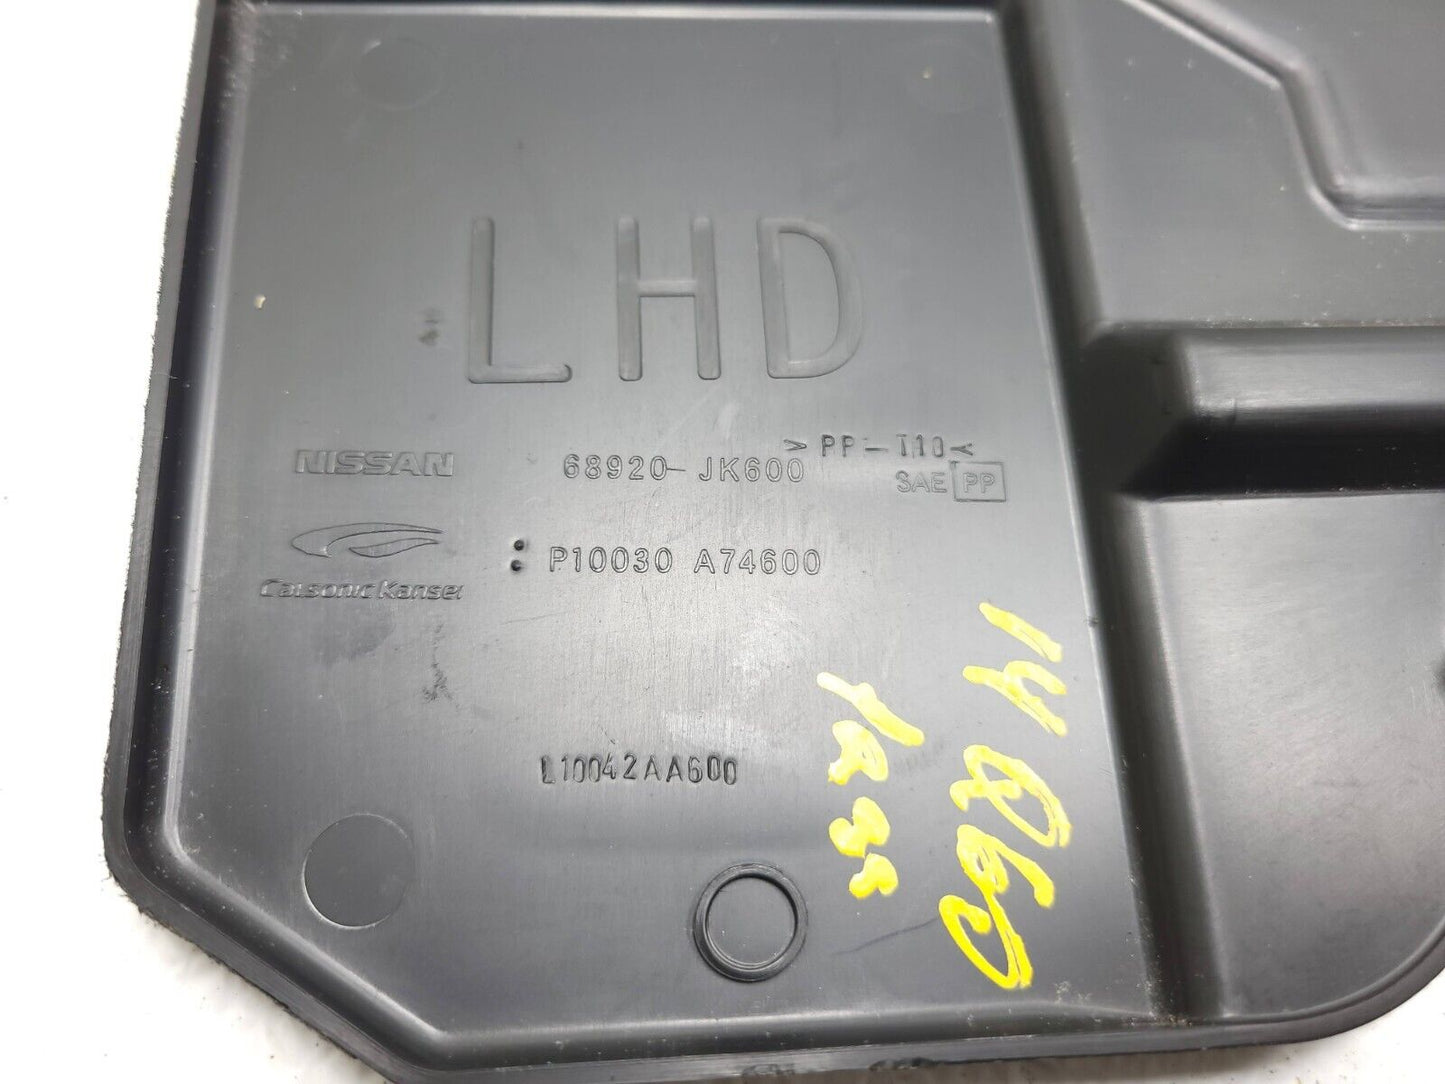 LHD
>PP-T10<
NISSAN 68920-JK600 SAE PP
Calsonic Kansei : P10030 A74600
L10042AA600
14 Q60